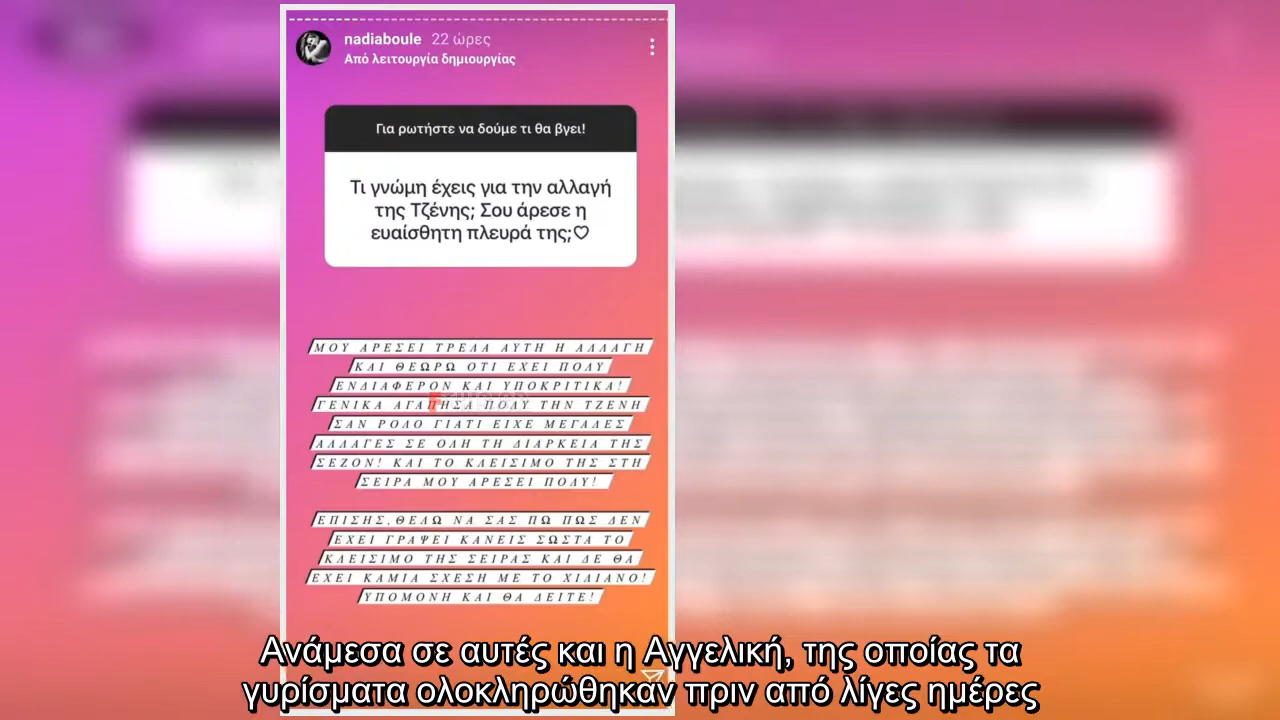 nadiaboule 22 ώρες
Από λειτουργία δημιουργίας
Για ρωτήστε να δούμε τι θα βγει!
Τι γνώμη έχεις για την αλλαγή
της Τζένης; Σου άρεσε η
ευαίσθητη πλευρά της;♡
ΜΟΥ ΑΡΕΣΕΙ ΤΡΕΛΑ ΑΥΤΗ Η ΑΛΛΑΓΗ
ΚΑΙ ΘΕΩΡΩ ΟΤΙ ΕΧΕΙ ΠΟΛΥ
ΕΝΔΙΑΦΕΡΟΝ ΚΑΙ ΥΠΟΚΡΙΤΙΚΑ!
ΓΕΝΙΚΑ ΑΓΑΠΗΣΑ ΠΟΛΥ ΤΗΝ ΤΖΕΝΗ
ΣΑΝ ΡΟΛΟ ΓΙΑΤΙ ΕΙΧΕ ΜΕΓΑΛΕΣ
ΑΛΛΑΓΕΣ ΣΕ ΟΛΗ ΤΗ ΔΙΑΡΚΕΙΑ ΤΗΣ
ΣΕΖΟΝ! ΚΑΙ ΤΟ ΚΛΕΙΣΙΜΟ ΤΗΣ ΣΤΗ
ΣΕΙΡΑ ΜΟΥ ΑΡΕΣΕΙ ΠΟΛΥ!
ΕΠΙΣΗΣ,ΘΕΛΩ ΝΑ ΣΑΣ ΠΩ ΠΩΣ ΔΕΝ
ΕΧΕΙ ΓΡΑΨΕΙ ΚΑΝΕΙΣ ΣΩΣΤΑ ΤΟ
ΚΛΕΙΣΙΜΟ ΤΗΣ ΣΕΙΡΑΣ ΚΑΙ ΔΕ ΘΑ
ΕΧΕΙ ΚΑΜΙΑ ΣΧΕΣΗ ΜΕ ΤΟ ΧΙΛΙΑΝΟ!
ΥΠΟΜΟΝΗ ΚΑΙ ΘΑ ΔΕΙΤΕ!
Ανάμεσα σε αυτές και η Αγγελική, της οποίας τα
γυρίσματα ολοκληρώθηκαν πριν από λίγες ημέρες